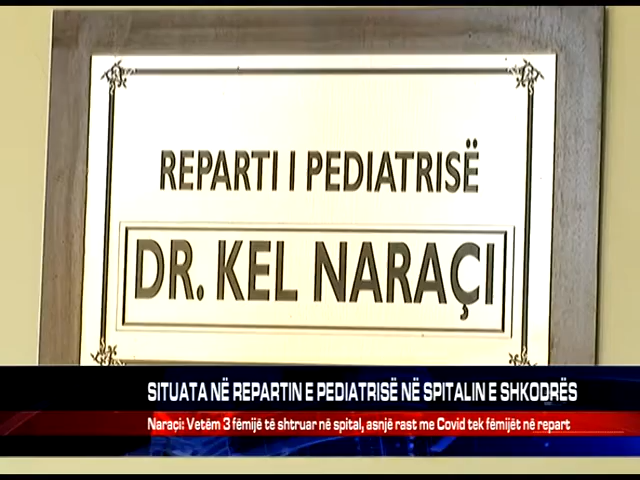 REPARTI I PEDIATRISË
DR. KEL NARAÇI
SITUATA NË REPARTIN E PEDIATRISË NË SPITALIN E SHKODRËS
Naraçi: Vetëm 3 fëmijë të shtruar në spital, asnjë rast me Covid tek fëmijët në repart